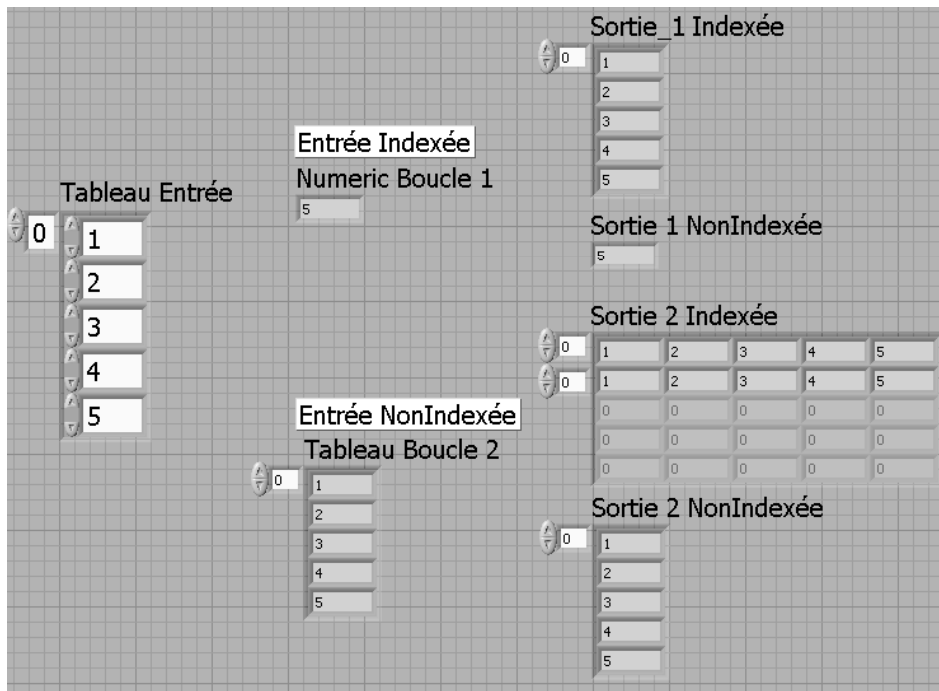 Sortie_1 Indexée
0
1
2
3
4
5
Entrée Indexée
Numeric Boucle 1
5
Tableau Entrée
0
1
2
3
4
5
Sortie 1 NonIndexée
5
Sortie 2 Indexée
0 1 2 3 4 5
0 1 2 3 4 5
0 0 0 0 0
0 0 0 0 0
0 0 0 0 0
Entrée NonIndexée
Tableau Boucle 2
0
1
2
3
4
5
Sortie 2 NonIndexée
0
1
2
3
4
5